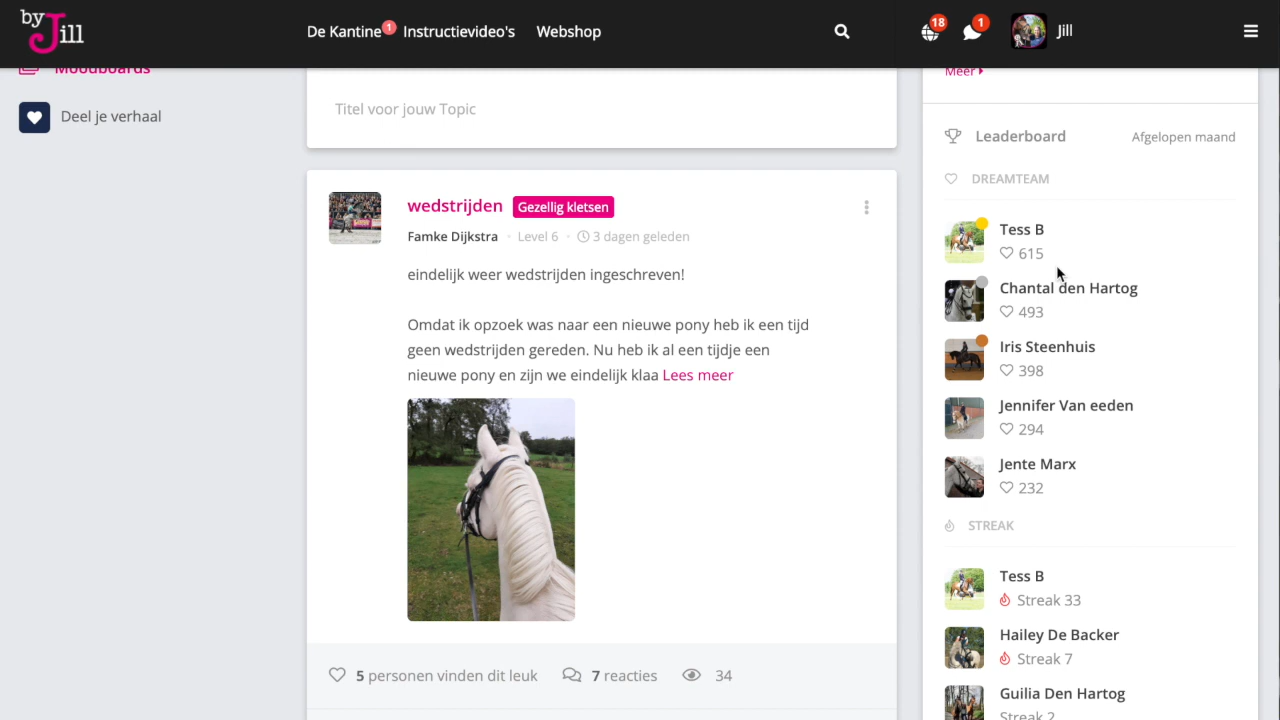 by Jill
De Kantine 1 Instructievideo's Webshop
18
1
Jill
Moodboards
Deel je verhaal
Titel voor jouw Topic
wedstrijden Gezellig kletsen
Famke Dijkstra · Level 6 · 3 dagen geleden
eindelijk weer wedstrijden ingeschreven!
Omdat ik opzoek was naar een nieuwe pony heb ik een tijd
geen wedstrijden gereden. Nu heb ik al een tijdje een
nieuwe pony en zijn we eindelijk klaa Lees meer
5 personen vinden dit leuk 7 reacties 34
Meer
Leaderboard Afgelopen maand
DREAMTEAM
Tess B
615
Chantal den Hartog
493
Iris Steenhuis
398
Jennifer Van eeden
294
Jente Marx
232
STREAK
Tess B
Streak 33
Hailey De Backer
Streak 7
Guilia Den Hartog
Streak 2